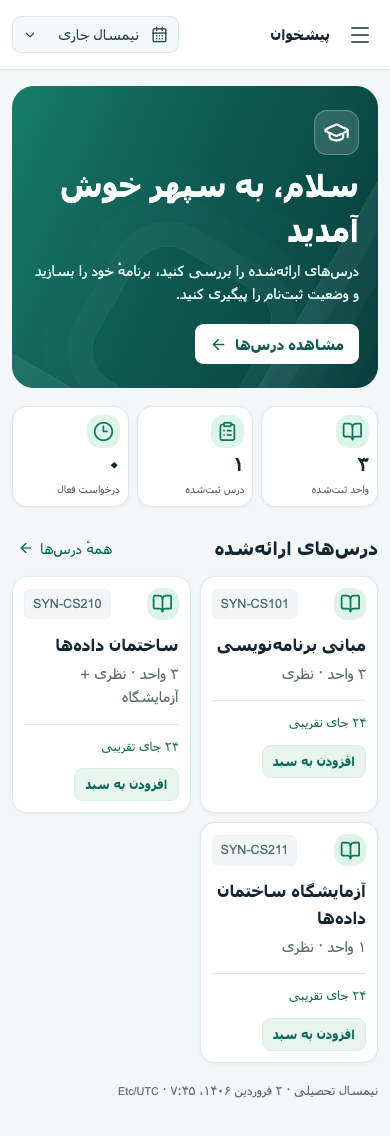 پیشخوان
نیمسال جاری
سلام، به سپهر خوش
آمدید
درس‌های ارائه‌شده را بررسی کنید، برنامهٔ خود را بسازید
و وضعیت ثبت‌نام را پیگیری کنید.
مشاهده درس‌ها
۳
واحد ثبت‌شده
۱
درس ثبت‌شده
۰
درخواست فعال
درس‌های ارائه‌شده
همهٔ درس‌ها
SYN-CS101
مبانی برنامه‌نویسی
۳ واحد · نظری
۲۴ جای تقریبی
افزودن به سبد
SYN-CS210
ساختمان داده‌ها
۳ واحد · نظری +
آزمایشگاه
۲۴ جای تقریبی
افزودن به سبد
SYN-CS211
آزمایشگاه ساختمان
داده‌ها
۱ واحد · نظری
۲۴ جای تقریبی
افزودن به سبد
نیمسال تحصیلی · ۲ فروردین ۱۴۰۶، ۷:۴۵ · Etc/UTC